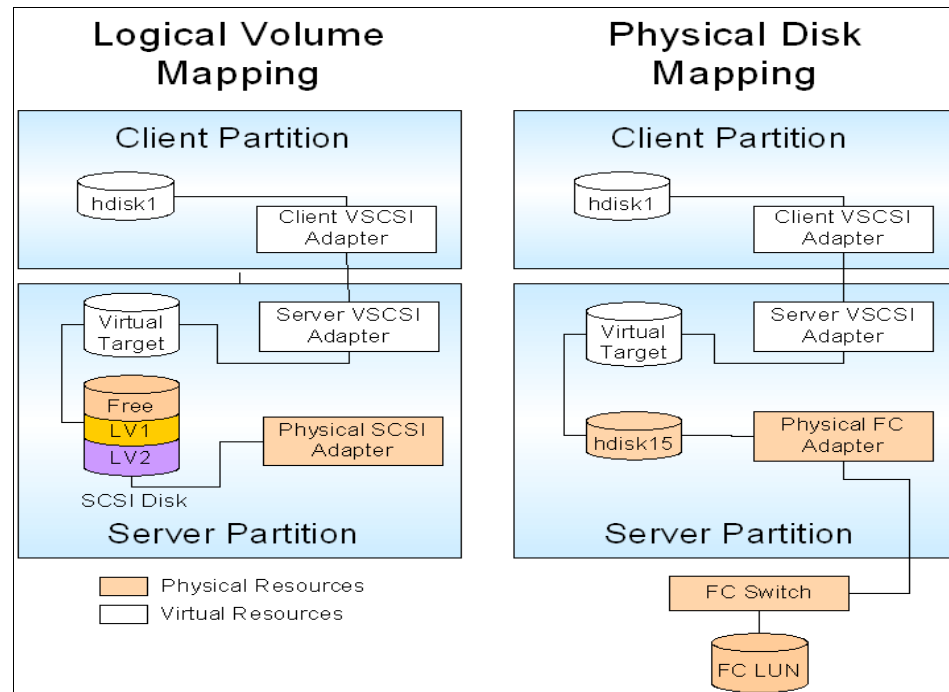 Logical Volume
Mapping
Client Partition
hdisk1
Client VSCSI
Adapter
Virtual
Target
Server VSCSI
Adapter
Free
LV1
LV2
SCSI Disk
Physical SCSI
Adapter
Server Partition
Physical Resources
Virtual Resources
Physical Disk
Mapping
Client Partition
hdisk1
Client VSCSI
Adapter
Virtual
Target
Server VSCSI
Adapter
hdisk15
Physical FC
Adapter
Server Partition
FC Switch
FC LUN